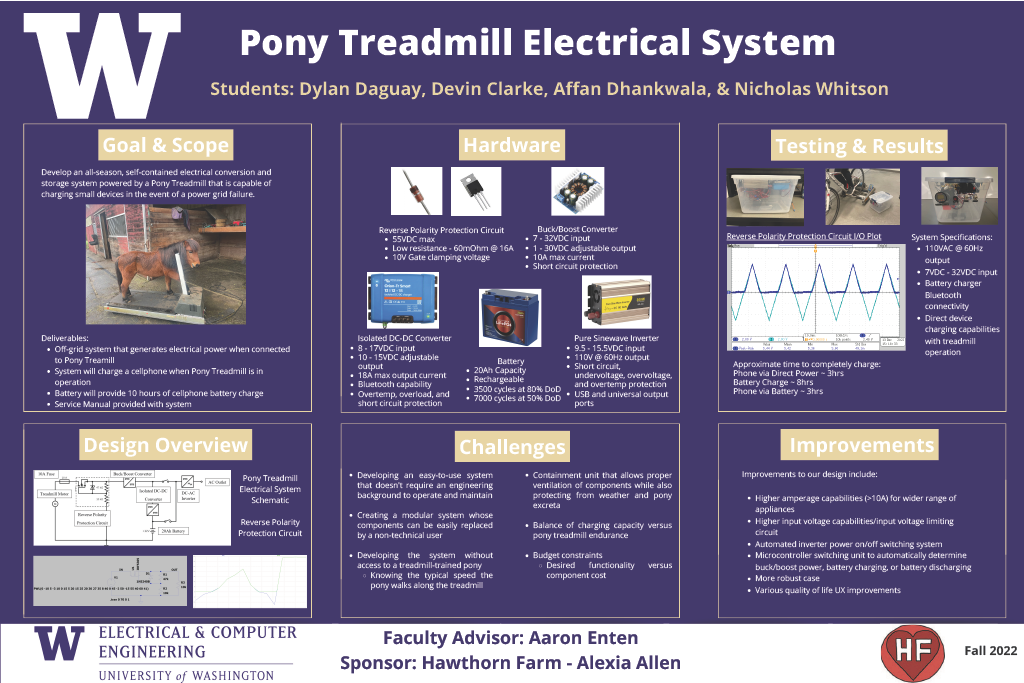 Pony Treadmill Electrical System
Students: Dylan Daguay, Devin Clarke, Affan Dhankwala, & Nicholas Whitson
Goal & Scope
Develop an all-season, self-contained electrical conversion and
storage system powered by a Pony Treadmill that is capable of
charging small devices in the event of a power grid failure.
Deliverables:
• Off-grid system that generates electrical power when connected
to Pony Treamill
• System will charge a cellphone when Pony Treadmill is in
operation
• Battery will provide 10 hours of cellphone battery charge
• Service Manual provided with system
Hardware
Reverse Polarity Protection Circuit
• 55VDC max
• Low resistance - 60mOhm @ 16A
• 10V Gate clamping voltage
Buck/Boost Converter
• 7 - 32VDC input
• 1 - 30VDC adjustable output
• 10A max current
• Short circuit protection
Isolated DC-DC Converter
• 8 - 17VDC input
• 10 - 15VDC adjustable
output
• 18A max output current
• Bluetooth capability
• Overtemp, overload, and
short circuit protection
Battery
• 20Ah Capacity
• Rechargeable
• 3500 cycles at 80% DoD
• 7000 cycles at 50% DoD
Pure Sinewave Inverter
• 9.5 - 15.5VDC input
• 110V @ 60Hz output
• Short circuit,
undervoltage, overvoltage,
and overtemp protection
• USB and universal output
ports
Testing & Results
Reverse Polarity Protection Circuit I/O Plot
System Specifications:
• 110VAC @ 60Hz
output
• 7VDC - 32VDC input
• Battery charger
Bluetooth
connectivity
• Direct device
charging capabilities
with treadmill
operation
Approximate time to completely charge:
Phone via Direct Power ~ 3hrs
Battery Charge ~ 8hrs
Phone via Battery ~ 3hrs
Design Overview
10A Fuse
Buck/Boost Converter
AC Outlet
Treadmill Motor
Isolated DC-DC
Converter
DC-AC
Inverter
Reverse Polarity
Protection Circuit
20Ah Battery
Pony Treadmill
Electrical System
Schematic
Reverse Polarity
Protection Circuit
Challenges
• Developing an easy-to-use system
that doesn't require an engineering
background to operate and maintain
• Creating a modular system whose
components can be easily replaced
by a non-technical user
• Developing the system without
access to a treadmill-trained pony
◦ Knowing the typical speed the
pony walks along the treadmill
• Containment unit that allows proper
ventilation of components while also
protecting from weather and pony
excreta
• Balance of charging capacity versus
pony treadmill endurance
• Budget constraints
◦ Desired functionality versus
component cost
Improvements
Improvements to our design include:
• Higher amperage capabilities (>10A) for wider range of
appliances
• Higher input voltage capabilities/input voltage limiting
circuit
• Automated inverter power on/off switching system
• Microcontroller switching unit to automatically determine
buck/boost power, battery charging, or battery discharging
• More robust case
• Various quality of life UX improvements
W
ELECTRICAL & COMPUTER
ENGINEERING
UNIVERSITY of WASHINGTON
Faculty Advisor: Aaron Enten
Sponsor: Hawthorn Farm - Alexia Allen
HF
Fall 2022